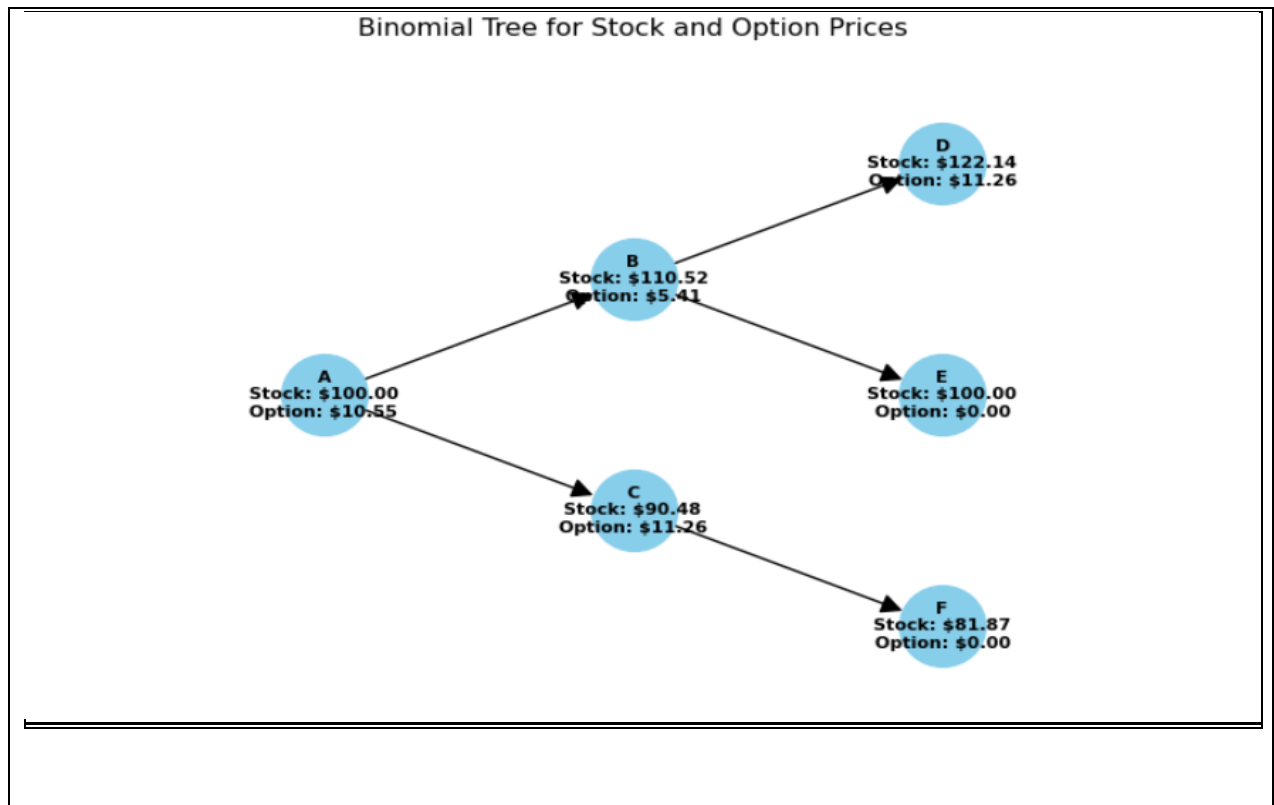 Binomial Tree for Stock and Option Prices
D
Stock: $122.14
Option: $11.26
B
Stock: $110.52
Option: $5.41
A
Stock: $100.00
Option: $10.55
E
Stock: $100.00
Option: $0.00
C
Stock: $90.48
Option: $11.26
F
Stock: $81.87
Option: $0.00